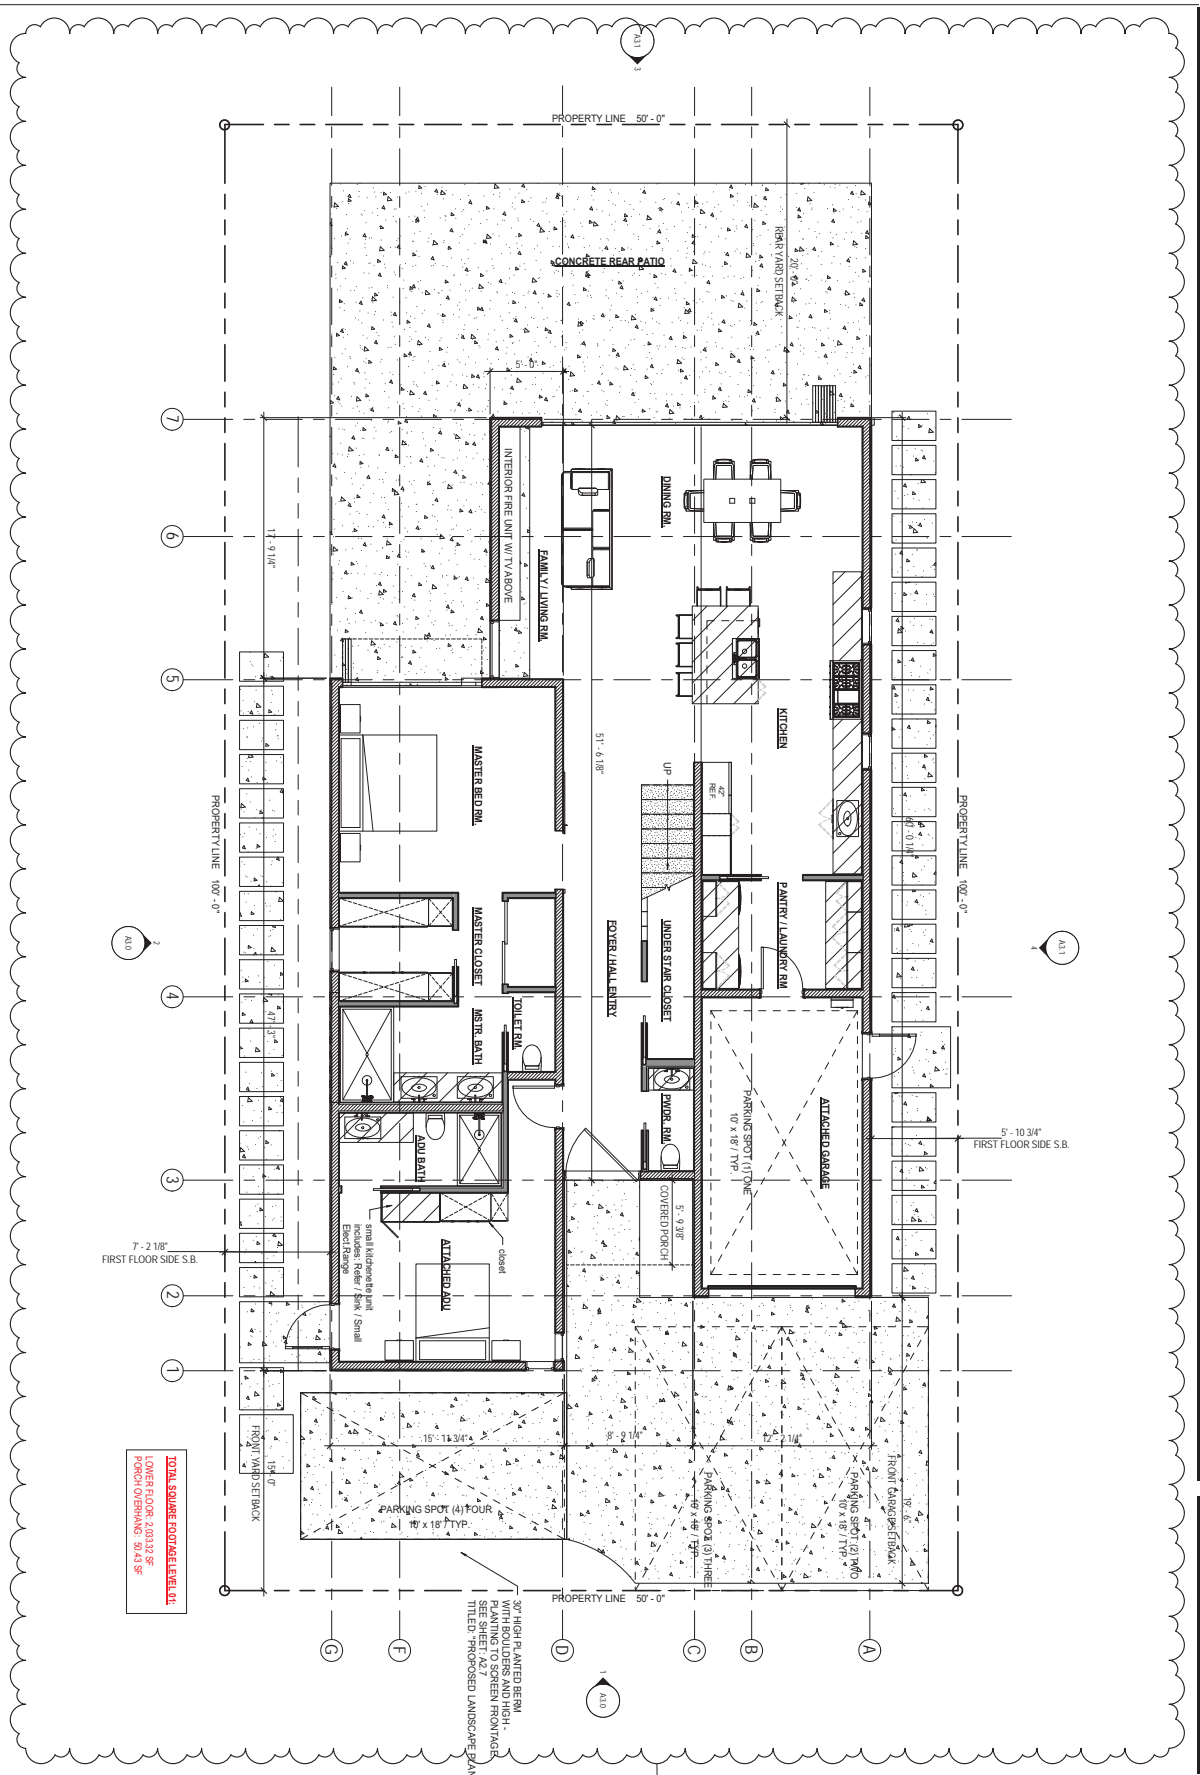 A3.1
3
PROPERTY LINE 50' - 0"
CONCRETE REAR PATIO
20' - 0"
REAR YARD SETBACK
5' - 0"
7
6
5
4
3
2
1
17' - 9 1/4"
INTERIOR FIRE UNIT W/ TV ABOVE
FAMILY / LIVING RM.
DINING RM.
KITCHEN
51' - 6 1/8"
UP
42"
REF.
60' - 0 1/4"
PROPERTY LINE 100' - 0"
PROPERTY LINE 100' - 0"
MASTER BED RM.
MASTER CLOSET
FOYER / HALL ENTRY
UNDER STAIR CLOSET
PANTRY / LAUNDRY RM
A3.0
2
A3.1
4
47' - 3"
MSTR. BATH
TOILET RM.
PWDR. RM.
PARKING SPOT (1) ONE
10' x 18' / TYP.
ATTACHED GARAGE
5' - 10 3/4"
FIRST FLOOR SIDE S.B.
ADU BATH
5' - 9 3/8"
COVERED PORCH
7' - 2 1/8"
FIRST FLOOR SIDE S.B.
small kitchenette unit
includes: Refer / Sink / Small
Elect.Range
closet
ATTACHED ADU
15' - 0"
FRONT YARD SETBACK
15' - 11 3/4"
8' - 9 1/4"
12' - 2 1/4"
19' - 6"
FRONT GARAGE SETBACK
PARKING SPOT (4) FOUR
10' x 18' / TYP.
PARKING SPOT (3) THREE
10' x 18' / TYP.
PARKING SPOT (2) TWO
10' x 18' / TYP.
TOTAL SQUARE FOOTAGE LEVEL 01:
LOWER FLOOR: 2,033.32 SF
PORCH OVERHANG: 50.43 SF
PROPERTY LINE 50' - 0"
30" HIGH PLANTED BERM
WITH BOULDERS AND HIGH -
PLANTING TO SCREEN FRONTAGE
SEE SHEET: A2.7
TITLED: "PROPOSED LANDSCAPE PLAN
G
F
D
C
B
A
1
A3.0